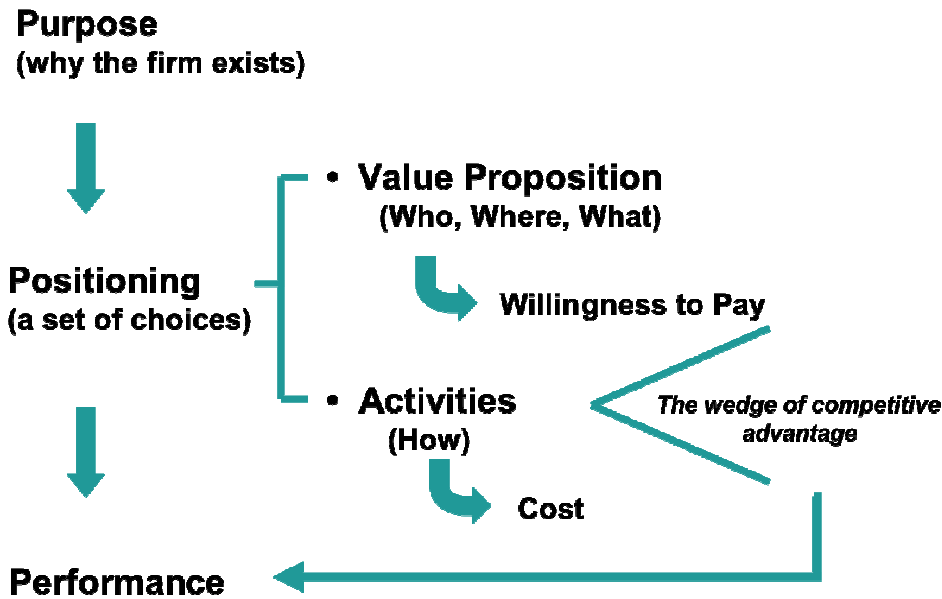 Purpose
(why the firm exists)
• Value Proposition
(Who, Where, What)
Positioning
(a set of choices)
Willingness to Pay
• Activities
(How)
The wedge of competitive
advantage
Cost
Performance